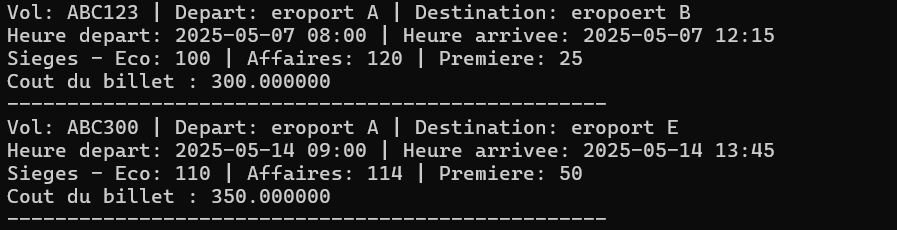 Vol: ABC123 | Depart: eroport A | Destination: eropoert B
Heure depart: 2025-05-07 08:00 | Heure arrivee: 2025-05-07 12:15
Sieges - Eco: 100 | Affaires: 120 | Premiere: 25
Cout du billet : 300.000000
--------------------------------------------------
Vol: ABC300 | Depart: eroport A | Destination: eroport E
Heure depart: 2025-05-14 09:00 | Heure arrivee: 2025-05-14 13:45
Sieges - Eco: 110 | Affaires: 114 | Premiere: 50
Cout du billet : 350.000000
--------------------------------------------------